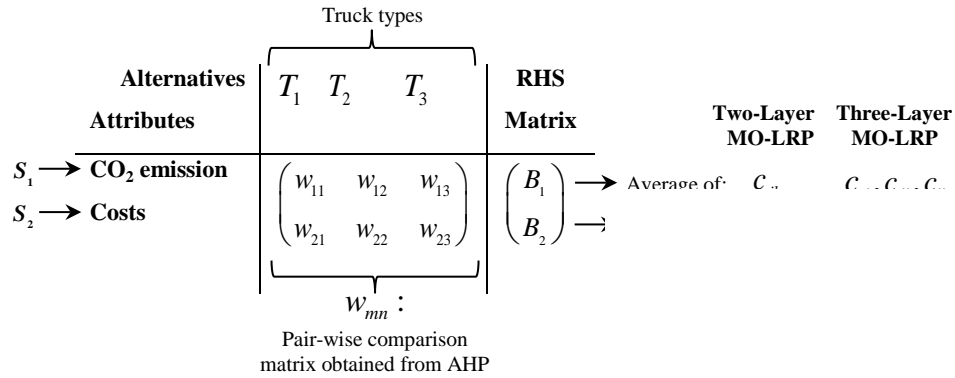 Truck types
Alternatives T₁ T₂ T₃ RHS
Attributes Matrix
Two-Layer Three-Layer
MO-LRP MO-LRP
S₁ → CO₂ emission w₁₁ w₁₂ w₁₃ B₁ → Average of:
S₂ → Costs w₂₁ w₂₂ w₂₃ B₂ →
wₘₙ :
Pair-wise comparison
matrix obtained from AHP